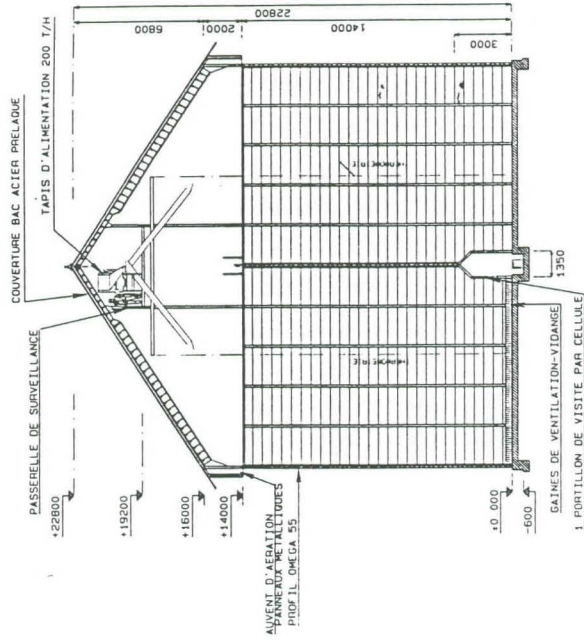 COUVERTURE BAC ACIER PRELAQUE
TAPIS D'ALIMENTATION 200 T/H
PASSERELLE DE SURVEILLANCE
+22800
+19200
+16000
+14000
AUVENT D'AERATION
PANNEAUX METALLIQUES
PROFIL OMEGA 55
±0 000
-600
6800
2000
14000
22800
3000
THERMOMETRIE
THERMOMETRIE
1350
GAINES DE VENTILATION-VIDANGE
1 PORTILLON DE VISITE PAR CELLULE